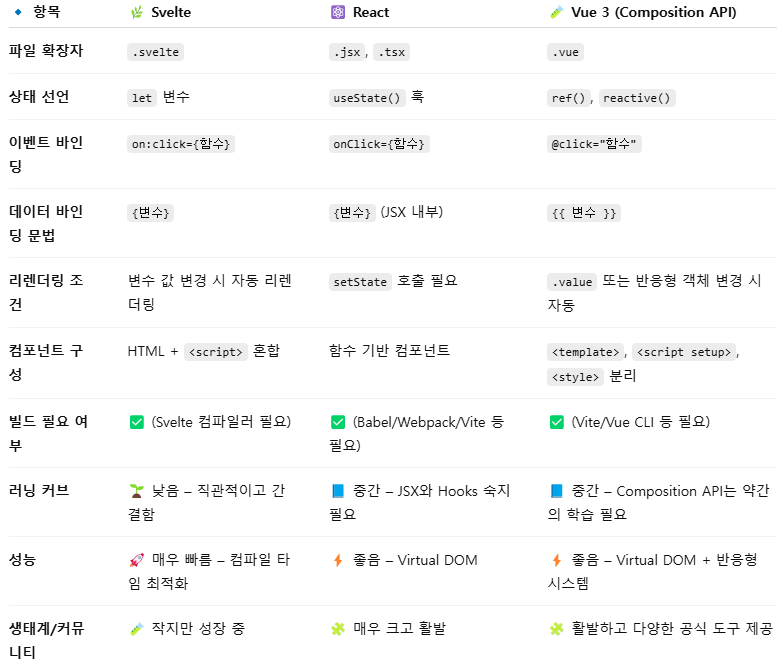 🔹 항목 🌿 Svelte ⚛️ React 🧪 Vue 3 (Composition API)
파일 확장자 .svelte .jsx, .tsx .vue
상태 선언 let 변수 useState() 훅 ref(), reactive()
이벤트 바인 on:click={함수} onClick={함수} @click="함수"
딩
데이터 바인 {변수} {변수} (JSX 내부) {{ 변수 }}
딩 문법
리렌더링 조 변수 값 변경 시 자동 리렌 setState 호출 필요 .value 또는 반응형 객체 변경 시
건 더링 자동
컴포넌트 구 HTML + <script> 혼합 함수 기반 컴포넌트 <template>, <script setup>,
성 <style> 분리
빌드 필요 여 ✅ (Svelte 컴파일러 필요) ✅ (Babel/Webpack/Vite 등 ✅ (Vite/Vue CLI 등 필요)
부 필요)
러닝 커브 🌱 낮음 – 직관적이고 간 📘 중간 – JSX와 Hooks 숙지 📘 중간 – Composition API는 약간
결함 필요 의 학습 필요
성능 🚀 매우 빠름 – 컴파일 타 ⚡ 좋음 – Virtual DOM ⚡ 좋음 – Virtual DOM + 반응형
임 최적화 시스템
생태계/커뮤 🧪 작지만 성장 중 🧩 매우 크고 활발 🧩 활발하고 다양한 공식 도구 제공
니티